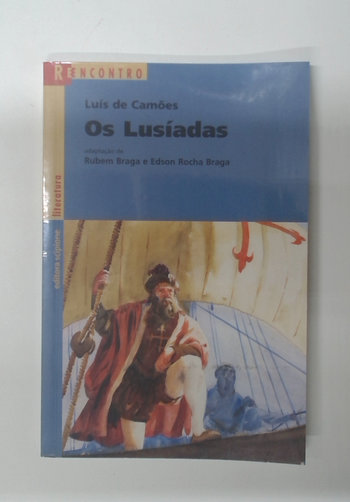 REENCONTRO
Luís de Camões
Os Lusíadas
adaptação de
Rubem Braga e Edson Rocha Braga
editora scipione literatura